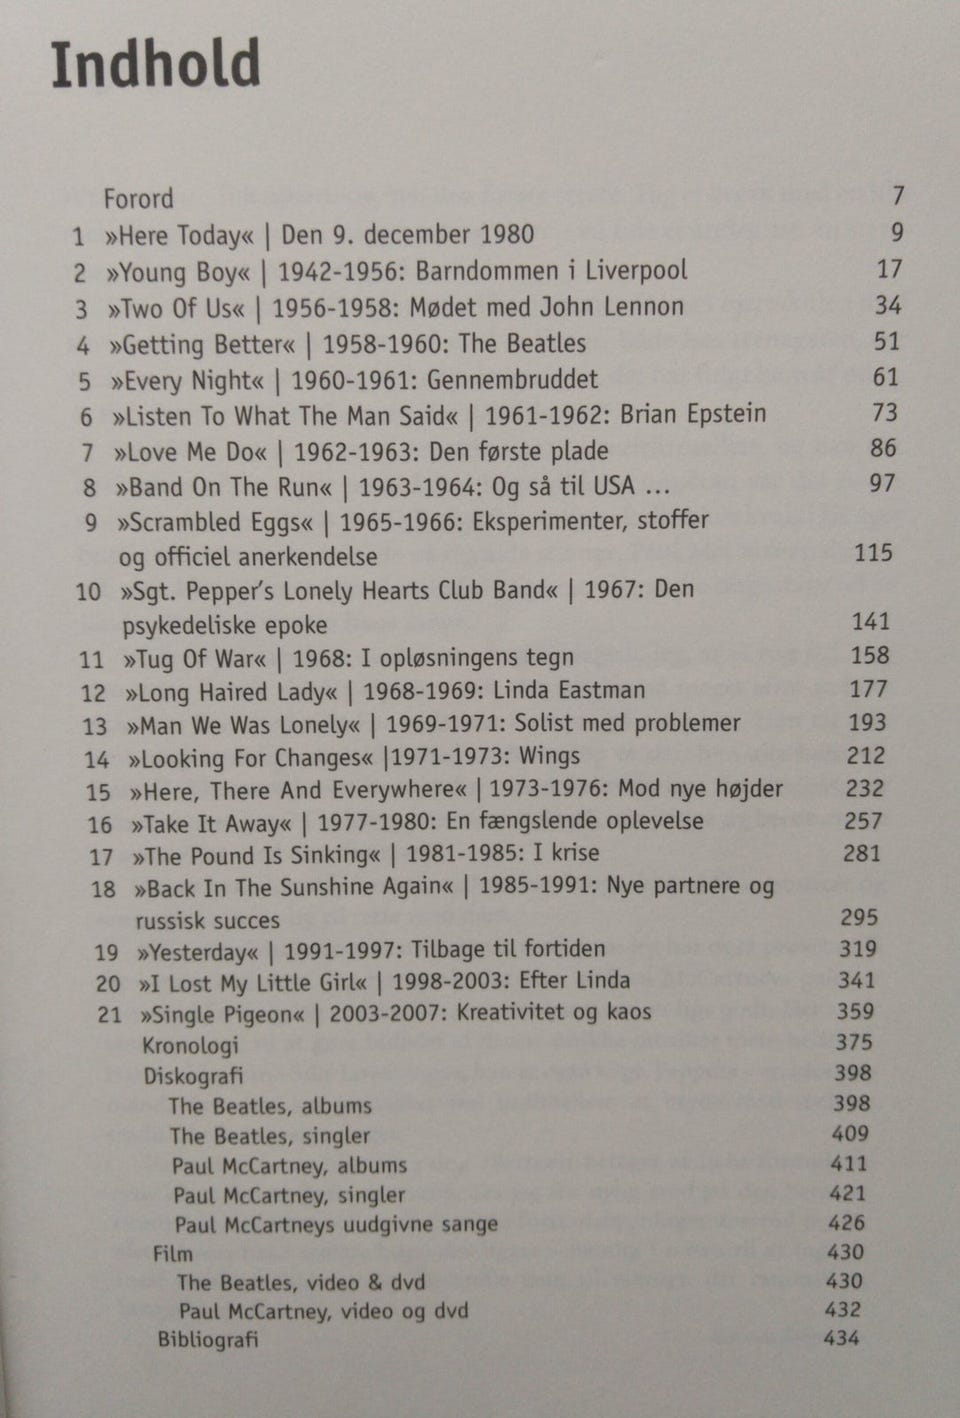 Indhold
Forord 7
1 »Here Today« | Den 9. december 1980 9
2 »Young Boy« | 1942-1956: Barndommen i Liverpool 17
3 »Two Of Us« | 1956-1958: Mødet med John Lennon 34
4 »Getting Better« | 1958-1960: The Beatles 51
5 »Every Night« | 1960-1961: Gennembruddet 61
6 »Listen To What The Man Said« | 1961-1962: Brian Epstein 73
7 »Love Me Do« | 1962-1963: Den første plade 86
8 »Band On The Run« | 1963-1964: Og så til USA ... 97
9 »Scrambled Eggs« | 1965-1966: Eksperimenter, stoffer
og officiel anerkendelse 115
10 »Sgt. Pepper's Lonely Hearts Club Band« | 1967: Den
psykedeliske epoke 141
11 »Tug Of War« | 1968: I opløsningens tegn 158
12 »Long Haired Lady« | 1968-1969: Linda Eastman 177
13 »Man We Was Lonely« | 1969-1971: Solist med problemer 193
14 »Looking For Changes« |1971-1973: Wings 212
15 »Here, There And Everywhere« | 1973-1976: Mod nye højder 232
16 »Take It Away« | 1977-1980: En fængslende oplevelse 257
17 »The Pound Is Sinking« | 1981-1985: I krise 281
18 »Back In The Sunshine Again« | 1985-1991: Nye partnere og
russisk succes 295
19 »Yesterday« | 1991-1997: Tilbage til fortiden 319
20 »I Lost My Little Girl« | 1998-2003: Efter Linda 341
21 »Single Pigeon« | 2003-2007: Kreativitet og kaos 359
Kronologi 375
Diskografi 398
The Beatles, albums 398
The Beatles, singler 409
Paul McCartney, albums 411
Paul McCartney, singler 421
Paul McCartneys uudgivne sange 426
Film 430
The Beatles, video & dvd 430
Paul McCartney, video og dvd 432
Bibliografi 434